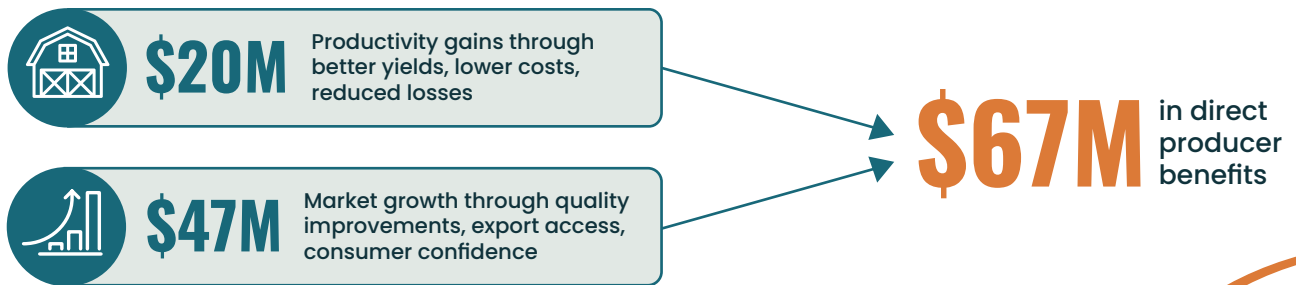 $20M
Productivity gains through
better yields, lower costs,
reduced losses
$47M
Market growth through quality
improvements, export access,
consumer confidence
$67M
in direct
producer
benefits